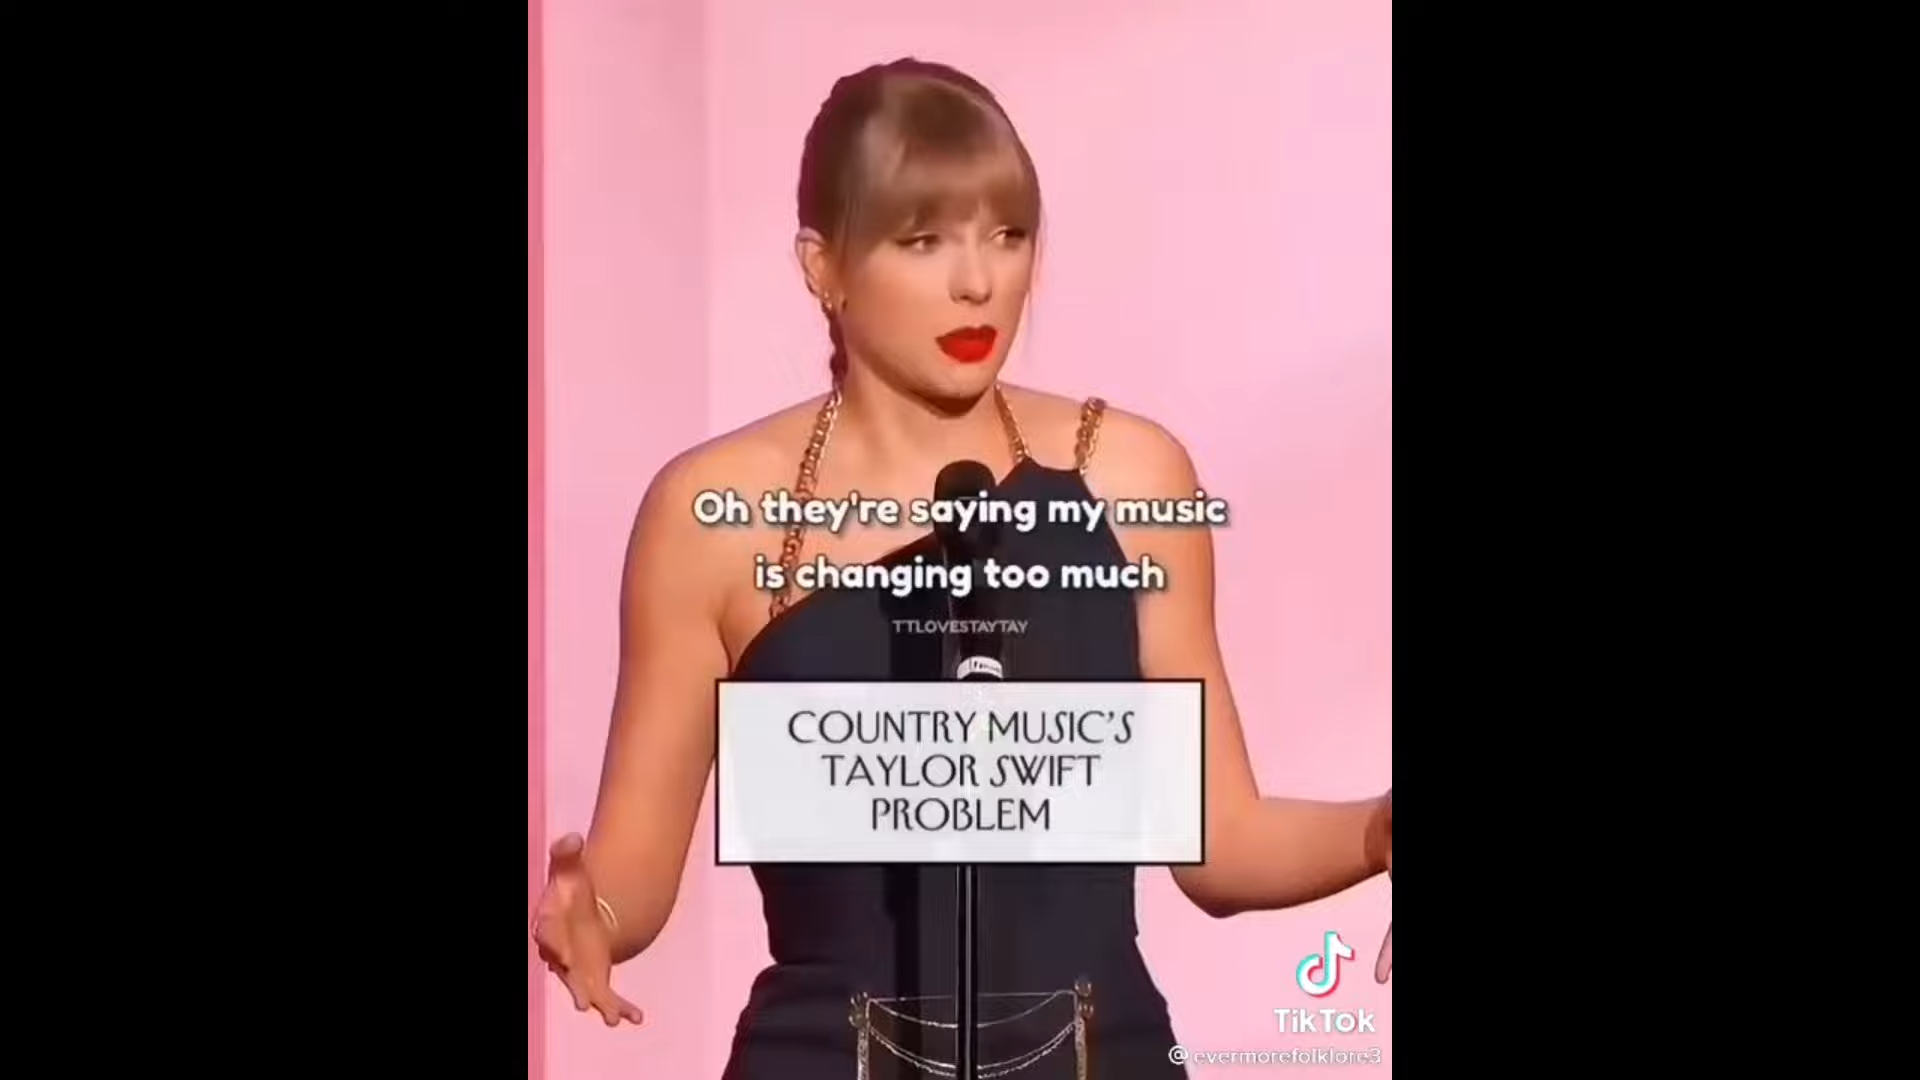 Oh they're saying my music
is changing too much
TTLOVESTAYTAY
COUNTRY MUSIC'S
TAYLOR SWIFT
PROBLEM
TikTok
@evermorefolklore3